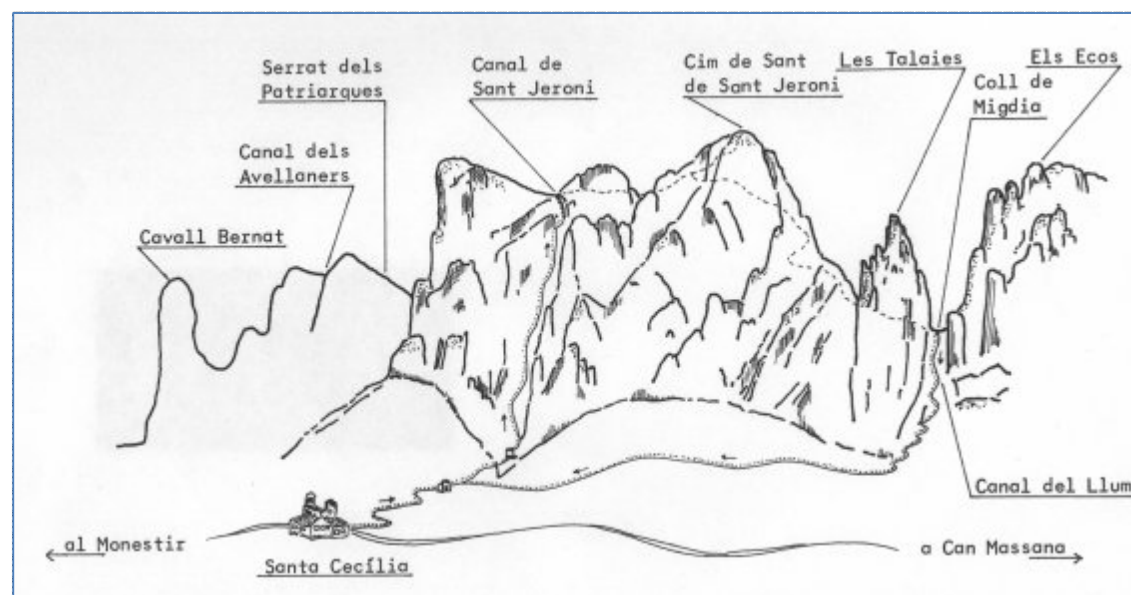 Serrat dels
Patriarques
Canal de
Sant Jeroni
Cim de Sant
de Sant Jeroni
Les Talaies
Els Ecos
Coll de
Migdia
Canal dels
Avellaners
Cavall Bernat
Canal del Llum
al Monestir
Santa Cecília
a Can Massana